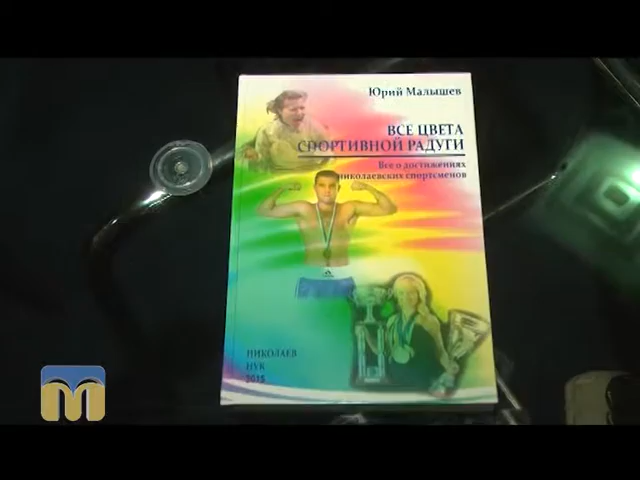 Юрий Малышев
ВСЕ ЦВЕТА
СПОРТИВНОЙ РАДУГИ
Все о достижениях
николаевских спортсменов
НИКОЛАЕВ
НУК
2015
M